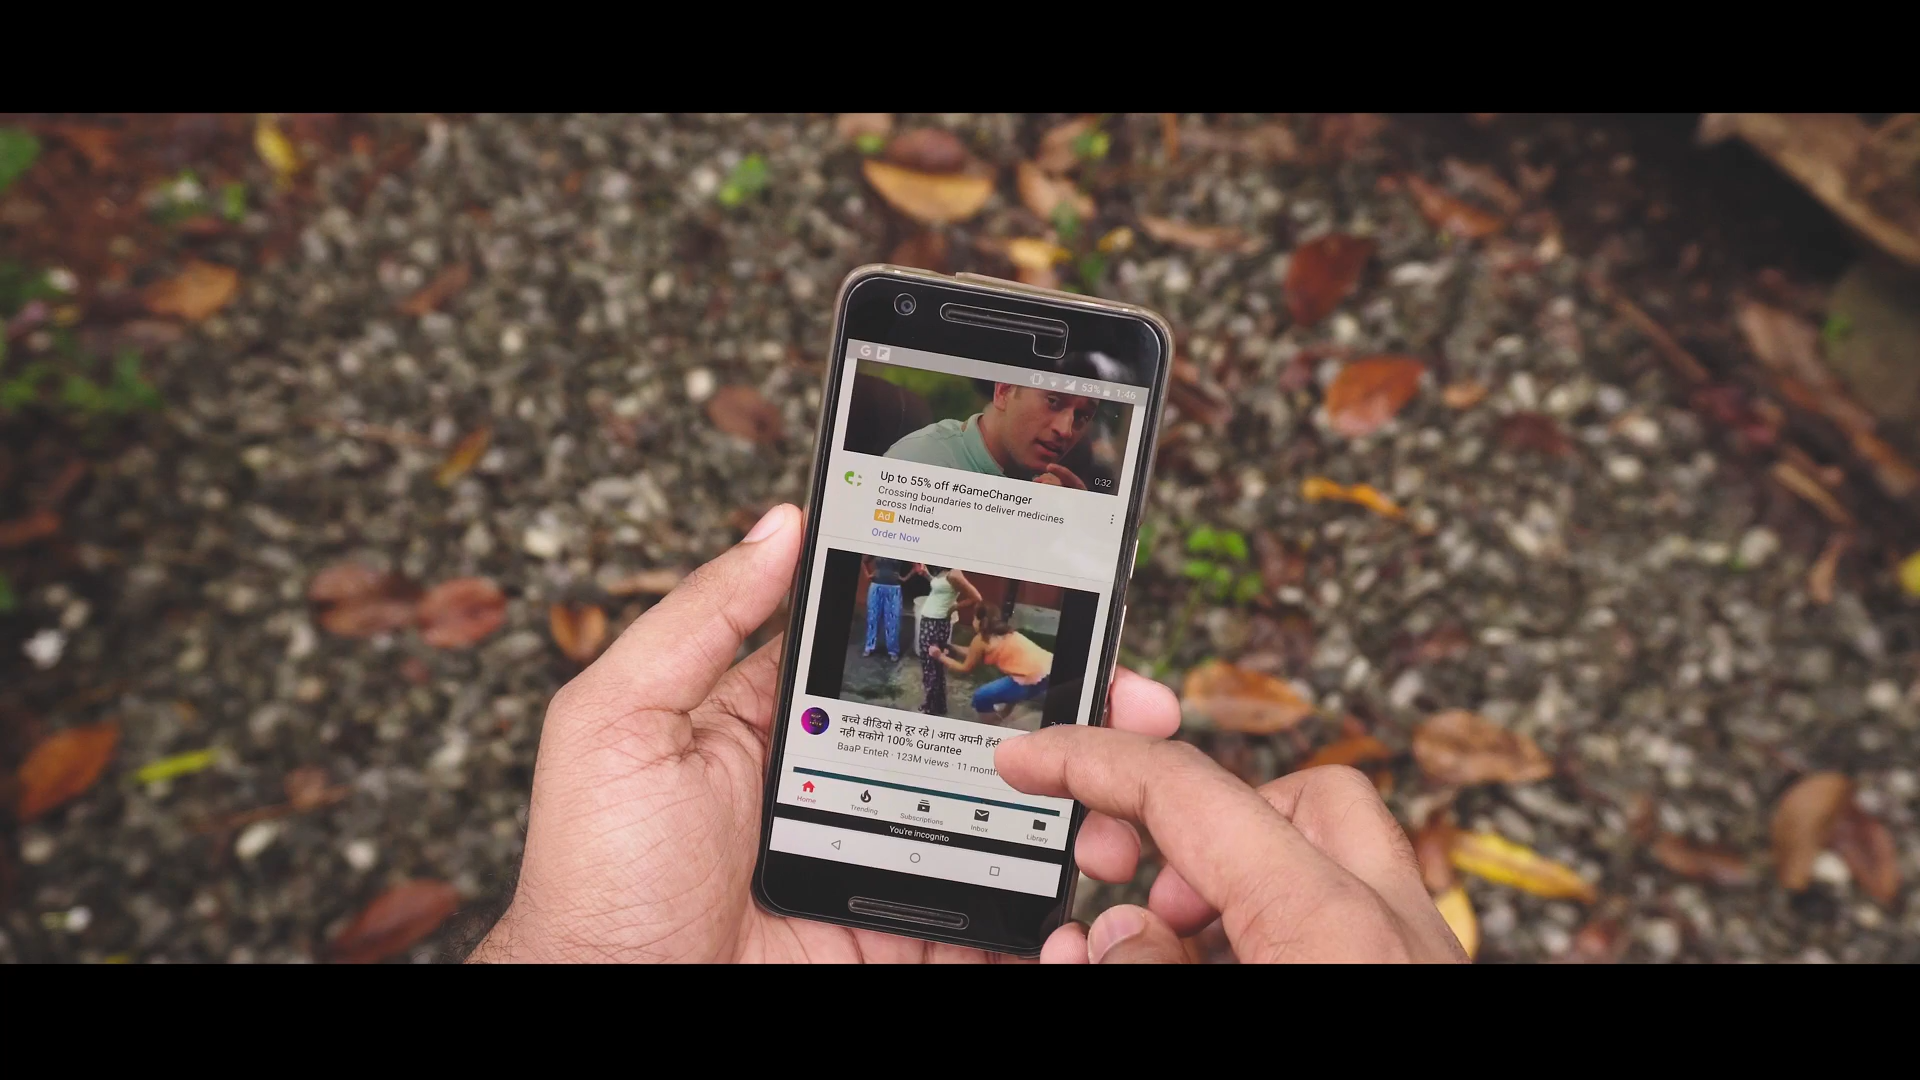 G 53% 1:46
0:32
Up to 55% off #GameChanger
Crossing boundaries to deliver medicines
across India!
Ad Netmeds.com
Order Now
बच्चे वीडियो से दूर रहे | आप अपनी हँसी
नही सकोगे 100% Gurantee
BaaP EnteR · 123M views · 11 month
Home Trending Subscriptions Inbox Library
You're incognito